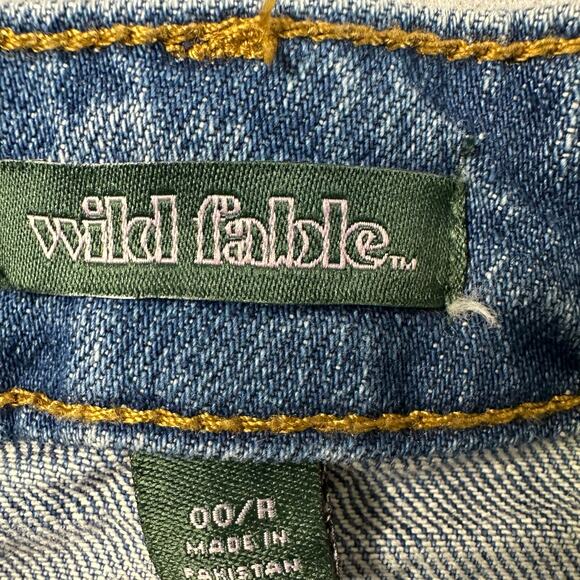 wild fable™
00/R
MADE IN
PAKISTAN